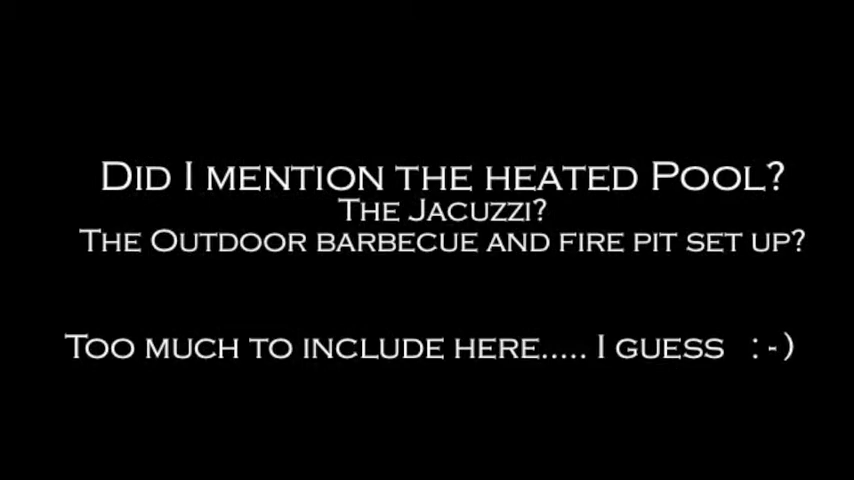 Did I mention the heated Pool?
The Jacuzzi?
The Outdoor barbecue and fire pit set up?
Too much to include here..... I guess :-)